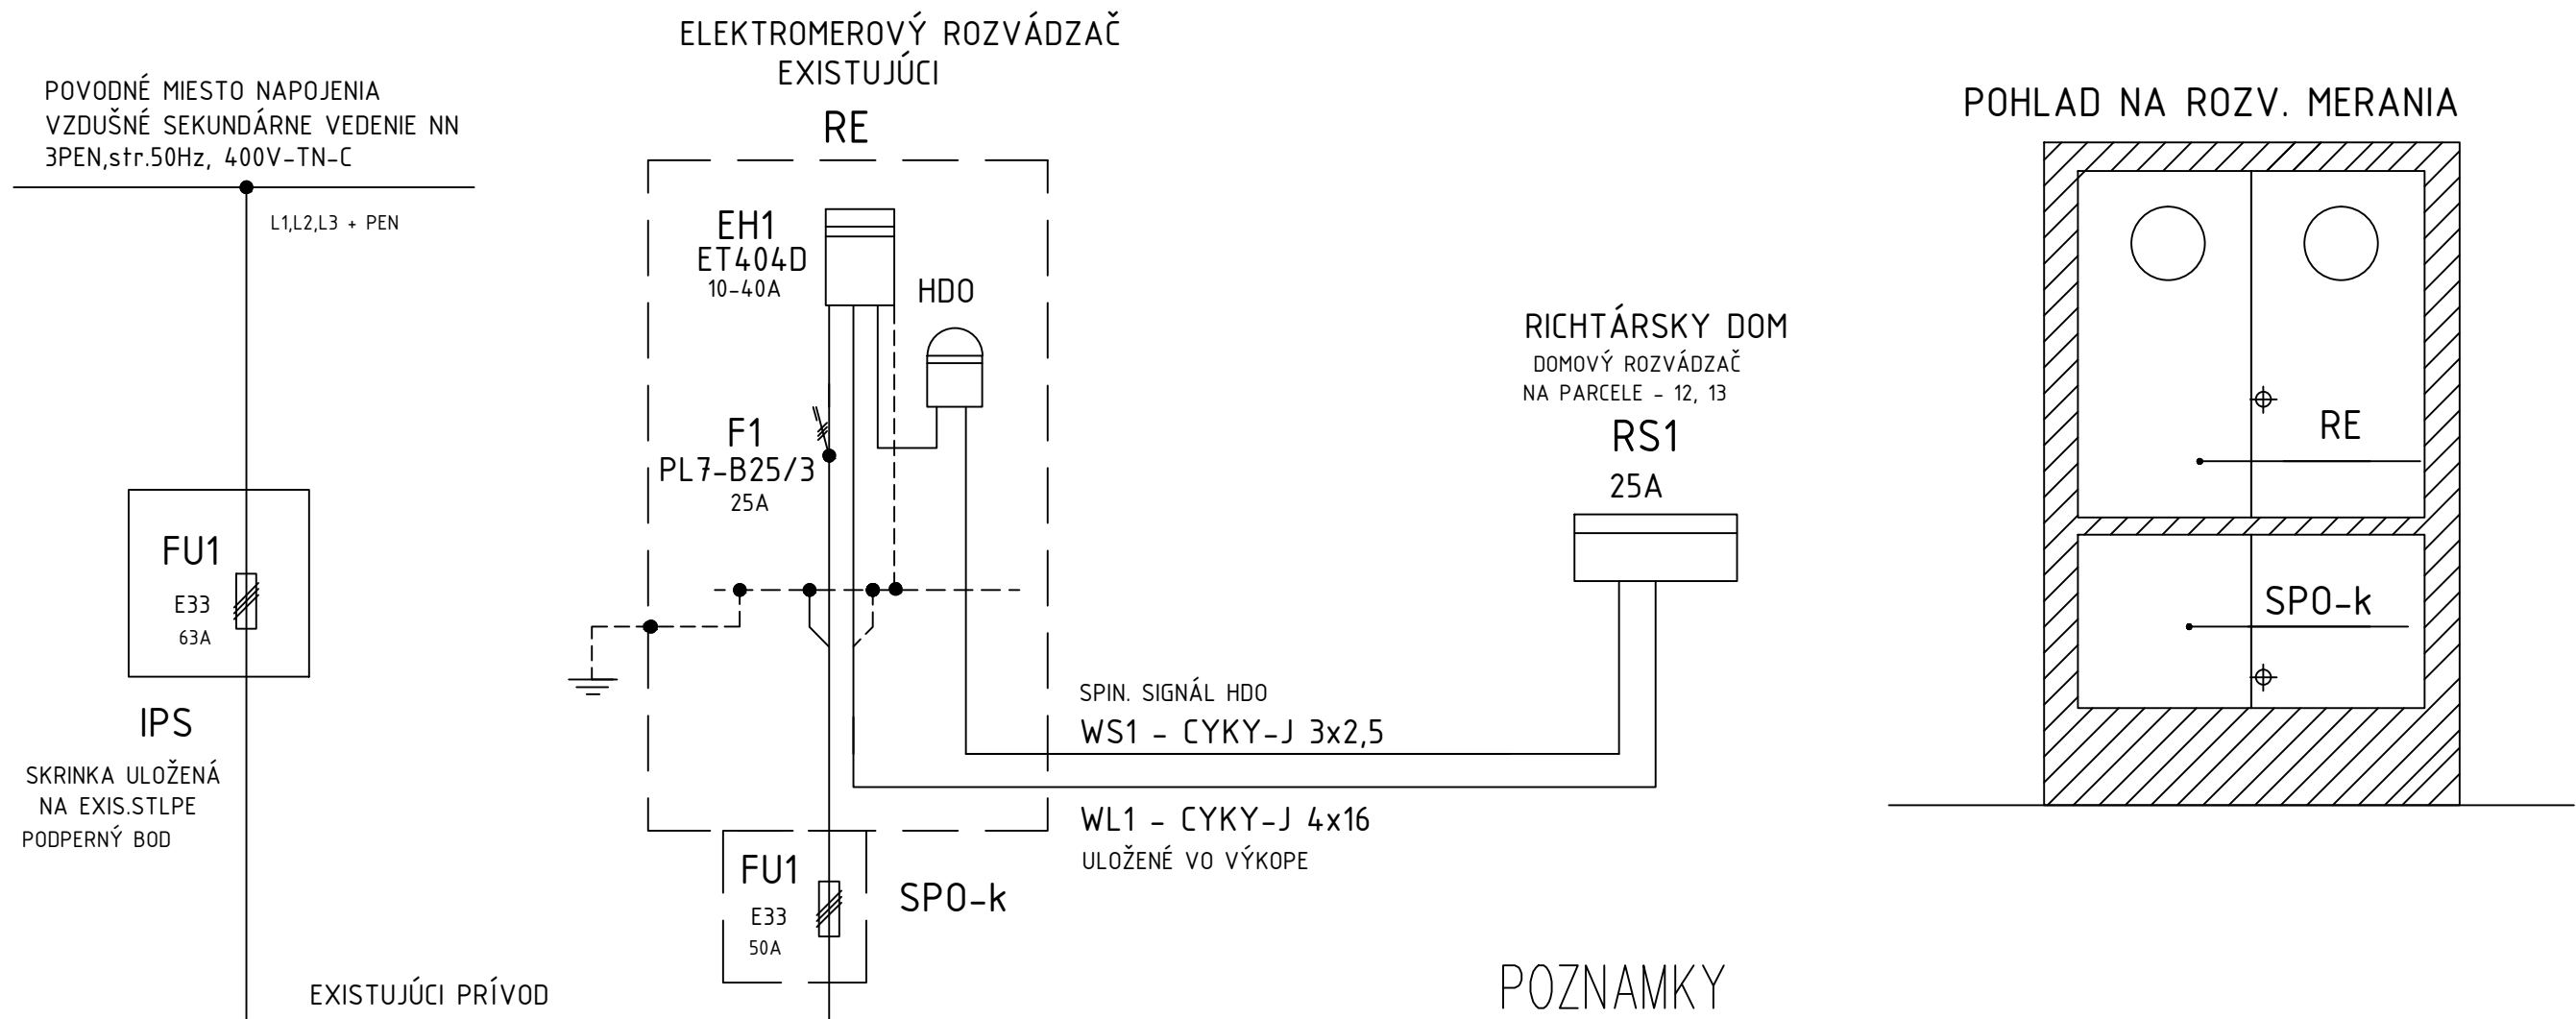 ELEKTROMEROVÝ ROZVÁDZAČ
EXISTUJÚCI
RE
POVODNÉ MIESTO NAPOJENIA
VZDUŠNÉ SEKUNDÁRNE VEDENIE NN
3PEN,str.50Hz, 400V-TN-C
L1,L2,L3 + PEN
FU1
E33
63A
IPS
SKRINKA ULOŽENÁ
NA EXIS.STLPE
PODPERNÝ BOD
EXISTUJÚCI PRÍVOD
EH1
ET404D
10-40A
HDO
F1
PL7-B25/3
25A
FU1
E33
50A
SPO-k
SPIN. SIGNÁL HDO
WS1 - CYKY-J 3x2,5
WL1 - CYKY-J 4x16
ULOŽENÉ VO VÝKOPE
RICHTÁRSKY DOM
DOMOVÝ ROZVÁDZAČ
NA PARCELE - 12, 13
RS1
25A
POHLAD NA ROZV. MERANIA
RE
SPO-k
POZNAMKY